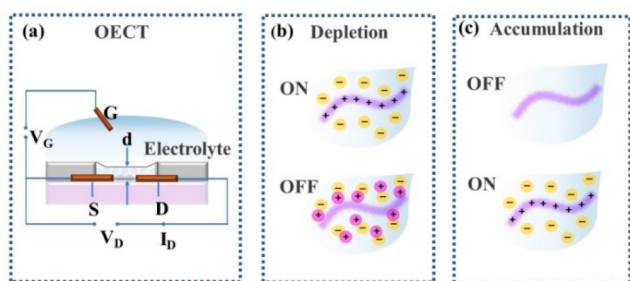 (a) OECT
G
V_G
d
Electrolyte
S D
V_D I_D
(b) Depletion
ON
OFF
(c) Accumulation
OFF
ON